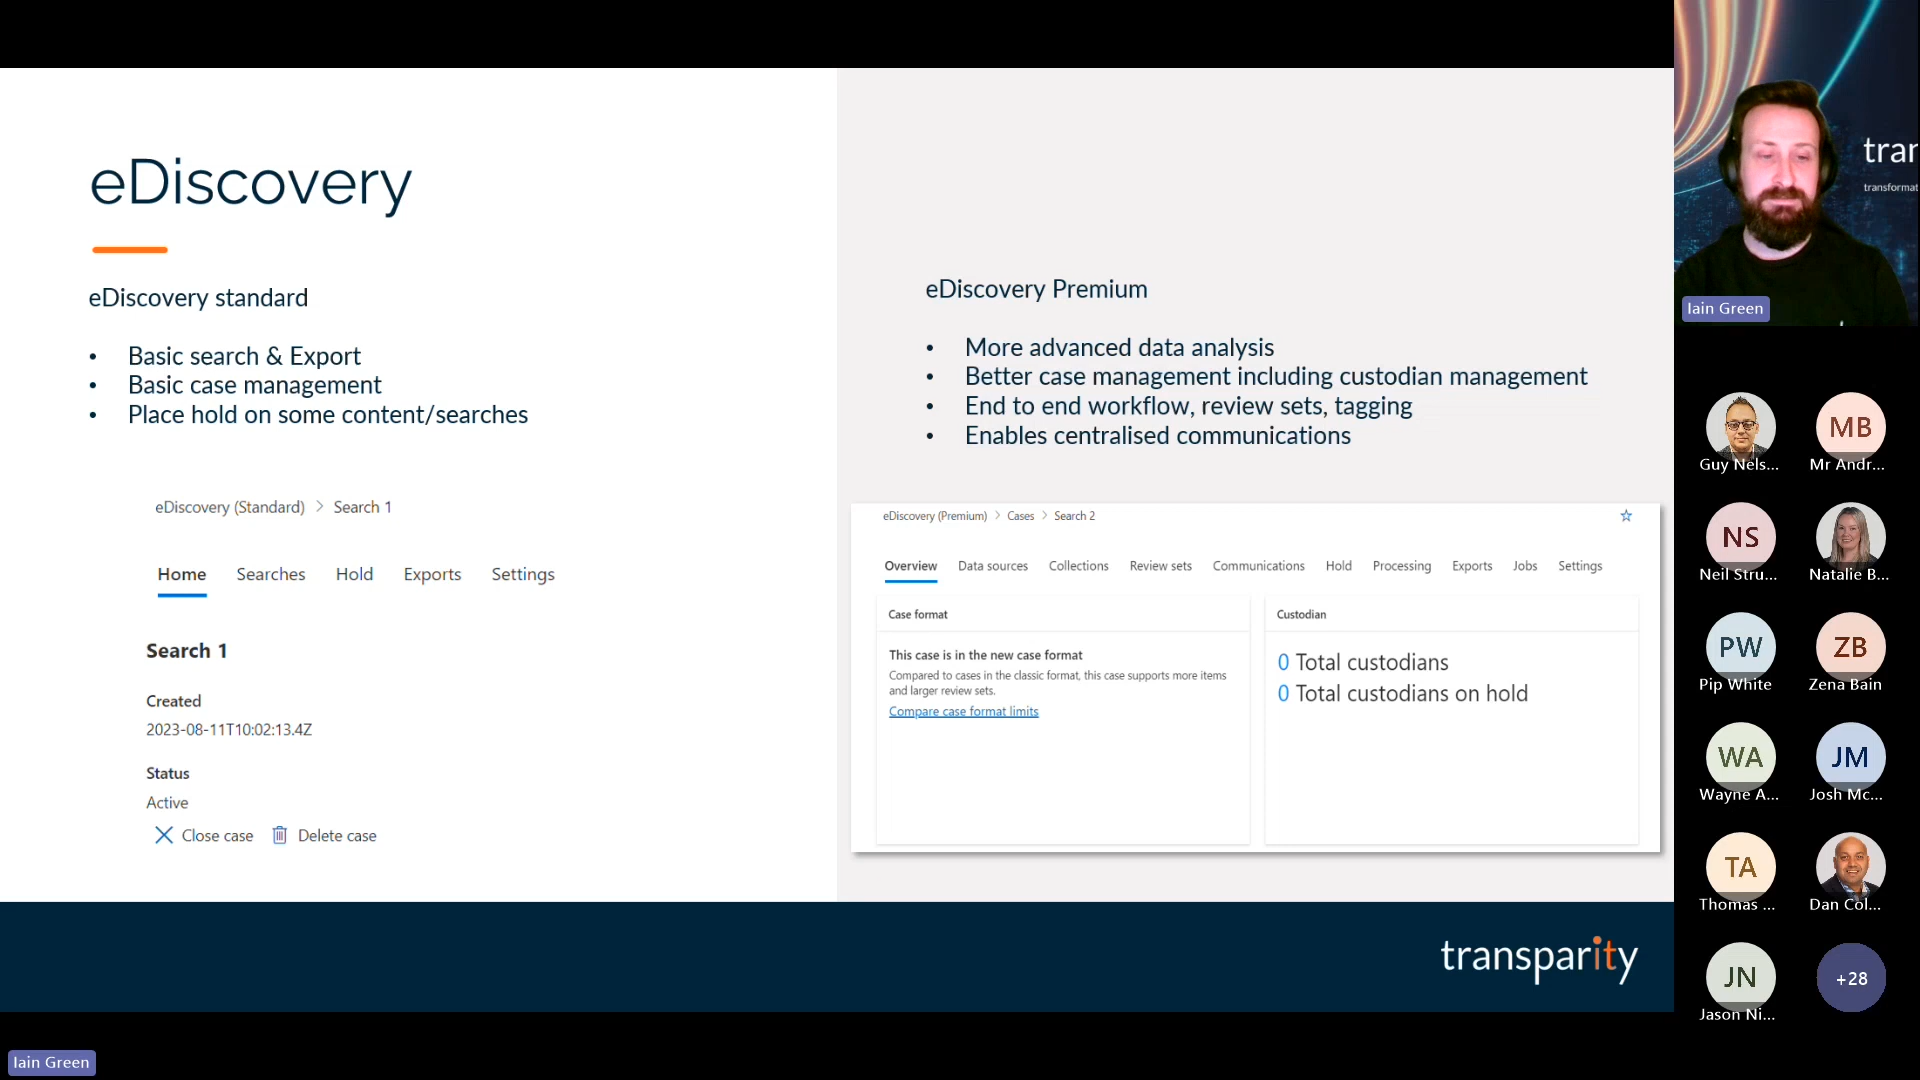 eDiscovery
eDiscovery standard
• Basic search & Export
• Basic case management
• Place hold on some content/searches
eDiscovery (Standard) > Search 1
Home Searches Hold Exports Settings
Search 1
Created
2023-08-11T10:02:13.4Z
Status
Active
Close case Delete case
eDiscovery Premium
• More advanced data analysis
• Better case management including custodian management
• End to end workflow, review sets, tagging
• Enables centralised communications
eDiscovery (Premium) > Cases > Search 2
Overview Data sources Collections Review sets Communications Hold Processing Exports Jobs Settings
Case format
This case is in the new case format
Compared to cases in the classic format, this case supports more items
and larger review sets.
Compare case format limits
Custodian
0 Total custodians
0 Total custodians on hold
transparity
tran
transformat
Iain Green
Guy Nels...
MB
Mr Andr...
NS
Neil Stru...
Natalie B...
PW
Pip White
ZB
Zena Bain
WA
Wayne A...
JM
Josh Mc...
TA
Thomas ...
Dan Col...
JN
Jason Ni...
+28
Iain Green